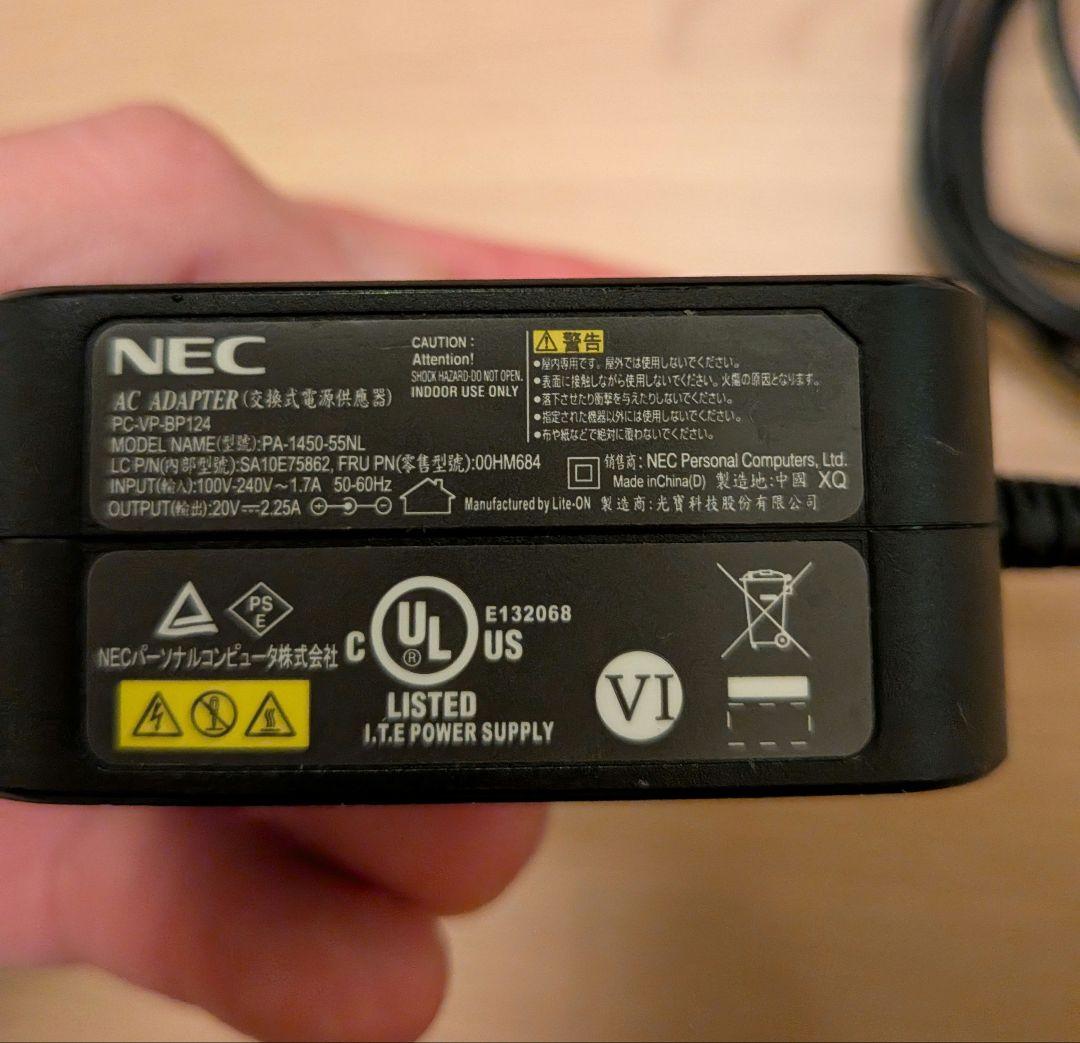 NEC
AC ADAPTER(交換式電源供應器)
PC-VP-BP124
MODEL NAME(型號):PA-1450-55NL
LC P/N(內部型號):SA10E75862, FRU PN(零售型號):00HM684
INPUT(輸入):100V-240V～1.7A 50-60Hz
OUTPUT(輸出):20V⎓2.25A
CAUTION :
Attention!
SHOCK HAZARD-DO NOT OPEN.
INDOOR USE ONLY
警告
●屋内専用です。屋外では使用しないでください。
●表面に接触しながら使用しないでください。火傷の原因となります。
●落下させたり衝撃を与えたりしないでください。
●指定された機器以外には使用しないでください。
●布や紙などで絶対に覆わないでください。
销售商: NEC Personal Computers, Ltd.
Made inChina(D) 製造地:中國 XQ
Manufactured by Lite-ON 製造商:光寶科技股份有限公司
PS
E
NECパーソナルコンピュータ株式会社
C UL US
®
E132068
LISTED
I.T.E POWER SUPPLY
VI